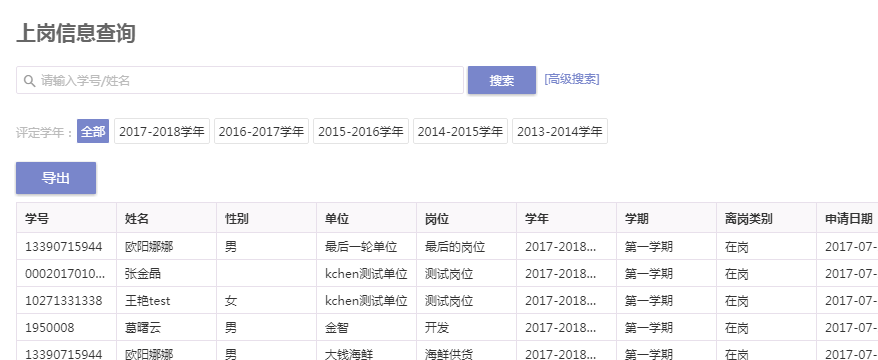 上岗信息查询
请输入学号/姓名 搜索 [高级搜索]
评定学年： 全部 2017-2018学年 2016-2017学年 2015-2016学年 2014-2015学年 2013-2014学年
导出
学号 姓名 性别 单位 岗位 学年 学期 离岗类别 申请日期
13390715944 欧阳娜娜 男 最后一轮单位 最后的岗位 2017-2018... 第一学期 在岗 2017-07-
0002017010... 张金晶 kchen测试单位 测试岗位 2017-2018... 第一学期 在岗 2017-07-
10271331338 王艳test 女 kchen测试单位 测试岗位 2017-2018... 第一学期 在岗 2017-07-
1950008 葛曙云 男 金智 开发 2017-2018... 第一学期 在岗 2017-07-
13390715944 欧阳娜娜 男 大钱海鲜 海鲜供货 2017-2018... 第一学期 在岗 2017-07-